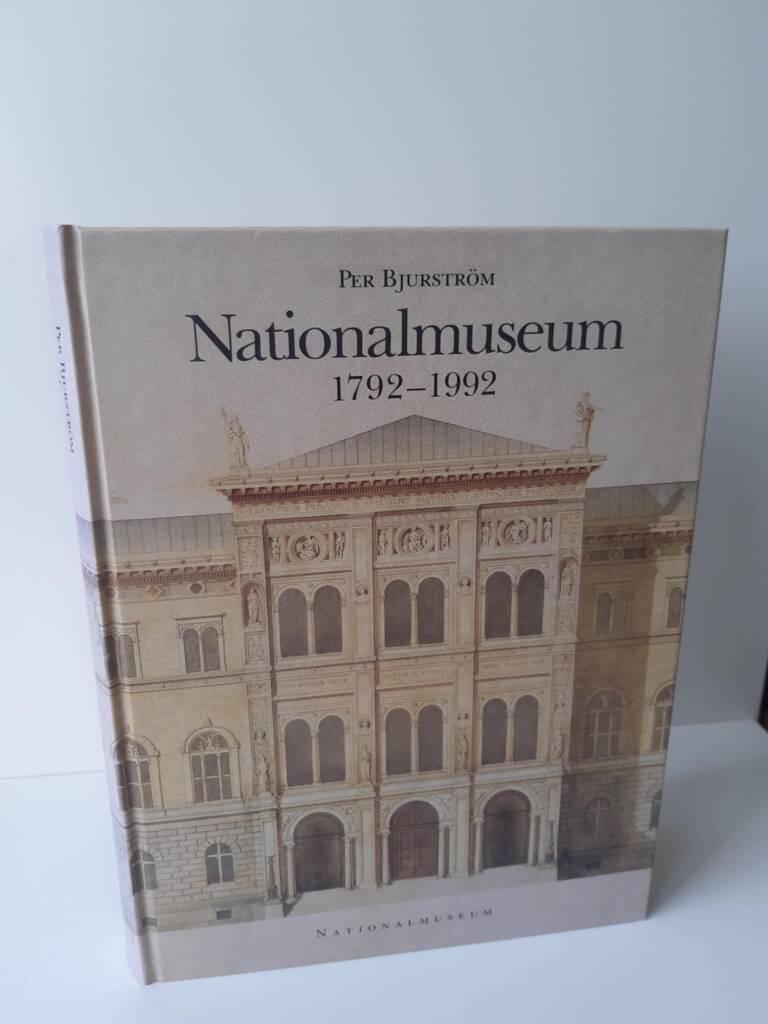 PER BJURSTRÖM
Nationalmuseum
1792–1992
NATIONALMUSEUM
PER BJURSTRÖM